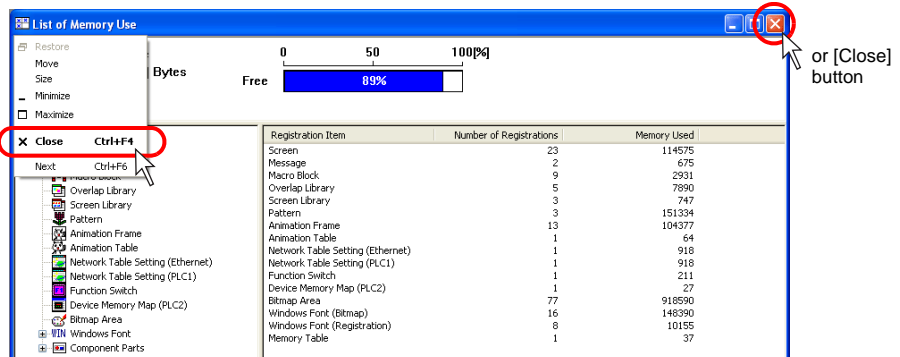 List of Memory Use
Restore
Move
Size
Minimize
Maximize
Close Ctrl+F4
Next Ctrl+F6
Bytes
0 50 100[%]
Free 89%
or [Close]
button
Macro Block
Overlap Library
Screen Library
Pattern
Animation Frame
Animation Table
Network Table Setting (Ethernet)
Network Table Setting (PLC1)
Function Switch
Device Memory Map (PLC2)
Bitmap Area
WIN Windows Font
Component Parts
Registration Item Number of Registrations Memory Used
Screen 23 114575
Message 2 675
Macro Block 9 2931
Overlap Library 5 7890
Screen Library 3 747
Pattern 3 151334
Animation Frame 13 104377
Animation Table 1 64
Network Table Setting (Ethernet) 1 918
Network Table Setting (PLC1) 1 918
Function Switch 1 211
Device Memory Map (PLC2) 1 27
Bitmap Area 77 918590
Windows Font (Bitmap) 16 148390
Windows Font (Registration) 8 10155
Memory Table 1 37